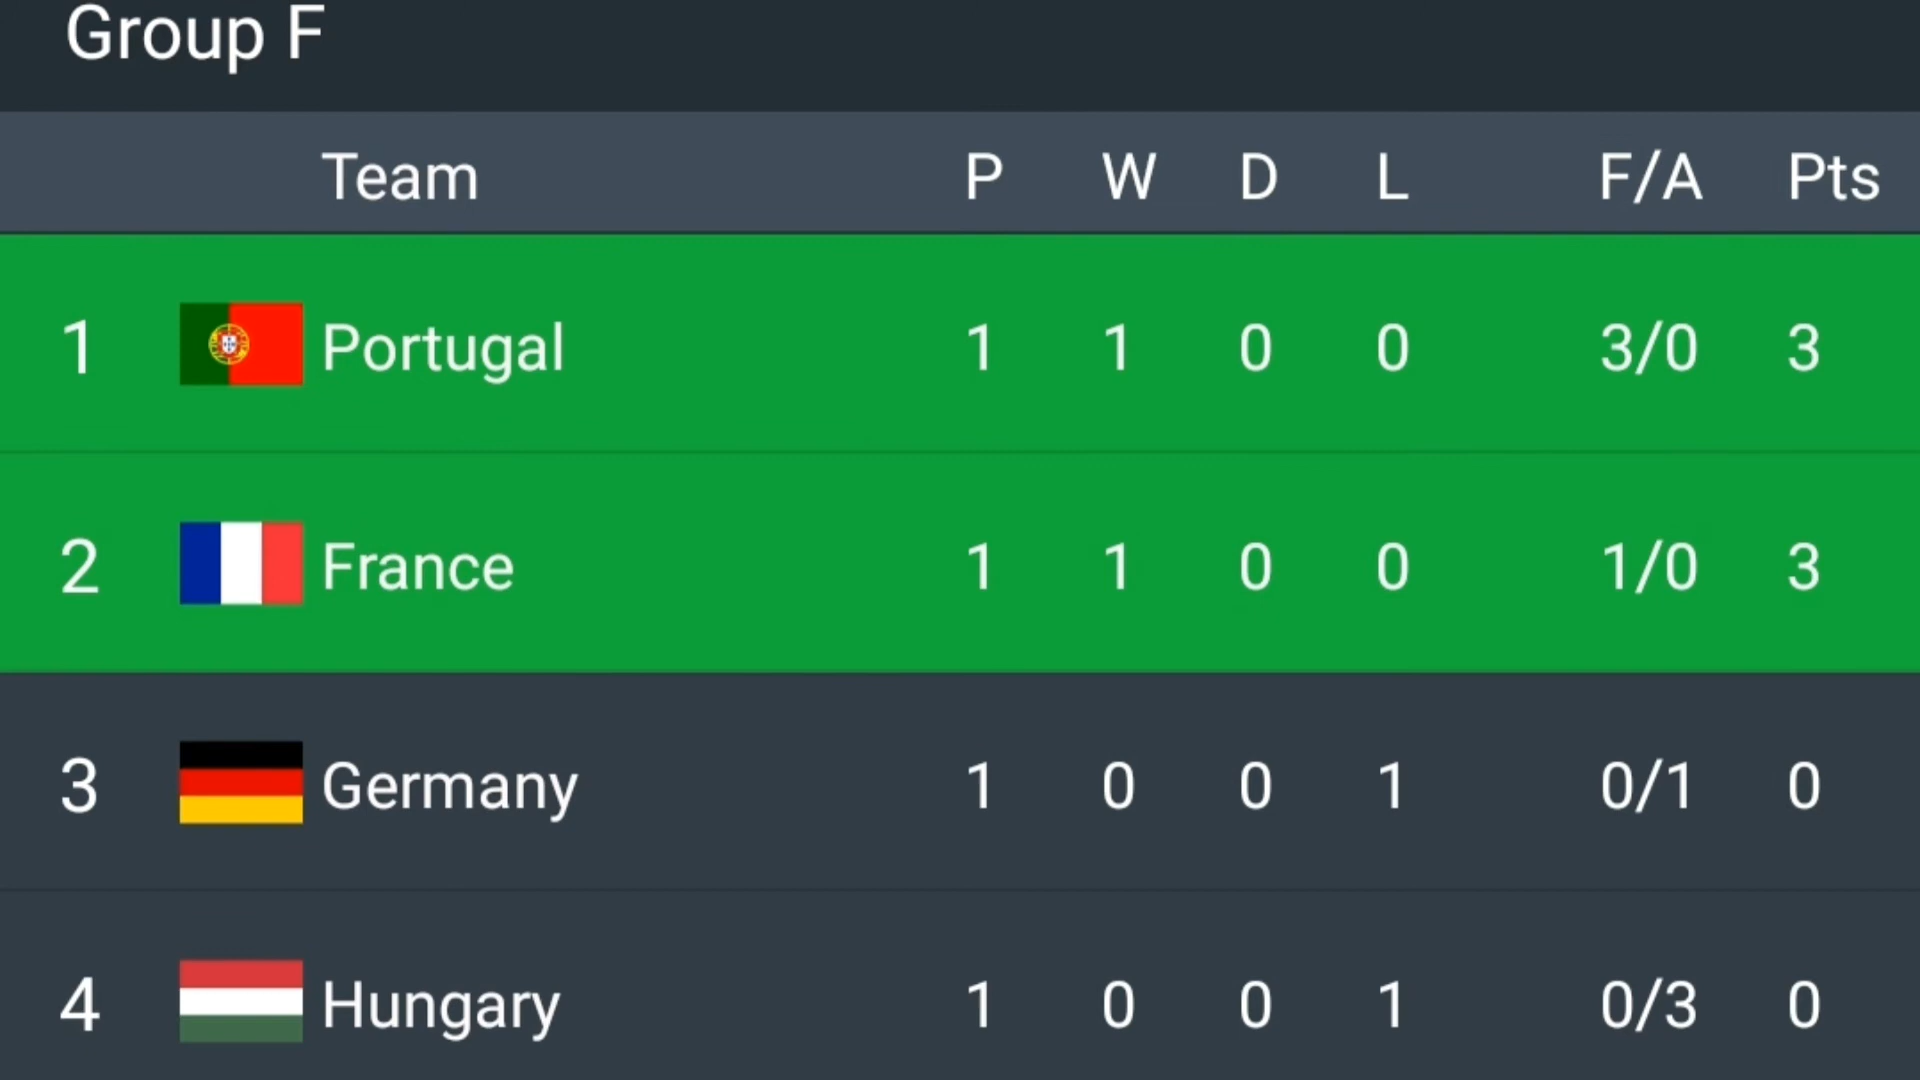 Group F
Team P W D L F/A Pts
1 Portugal 1 1 0 0 3/0 3
2 France 1 1 0 0 1/0 3
3 Germany 1 0 0 1 0/1 0
4 Hungary 1 0 0 1 0/3 0